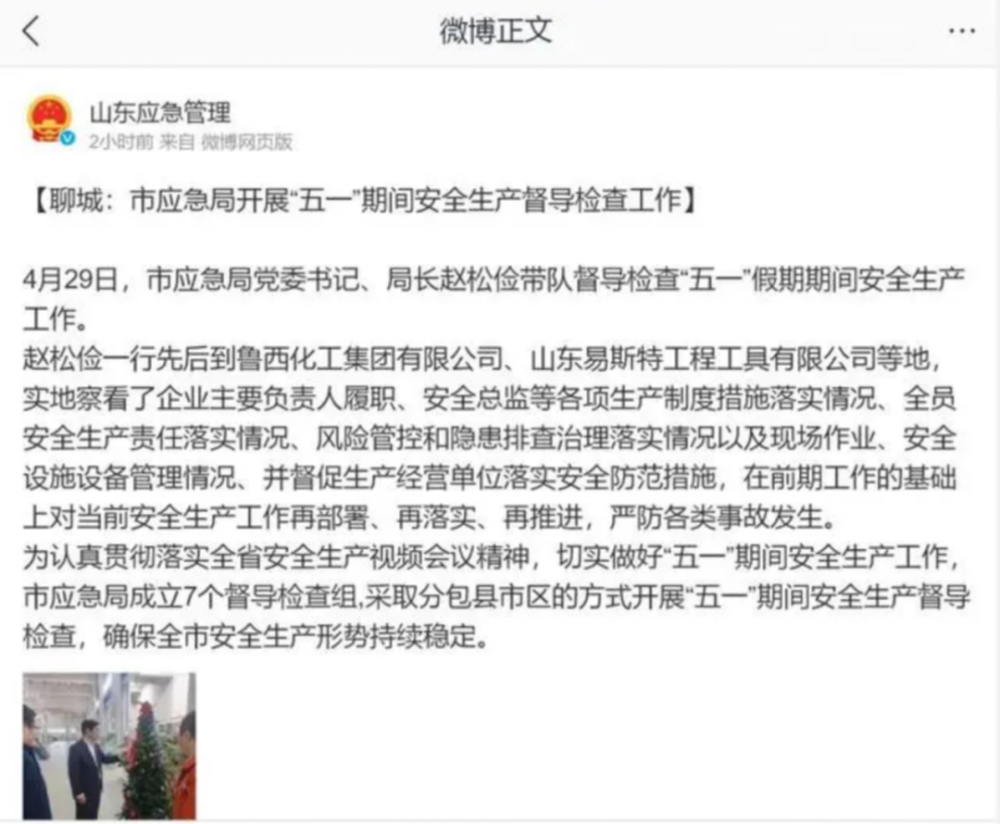 微博正文
山东应急管理
2小时前 来自 微博网页版
【聊城：市应急局开展“五一”期间安全生产督导检查工作】
4月29日，市应急局党委书记、局长赵松俭带队督导检查“五一”假期期间安全生产
工作。
赵松俭一行先后到鲁西化工集团有限公司、山东易斯特工程工具有限公司等地，
实地察看了企业主要负责人履职、安全总监等各项生产制度措施落实情况、全员
安全生产责任落实情况、风险管控和隐患排查治理落实情况以及现场作业、安全
设施设备管理情况、并督促生产经营单位落实安全防范措施，在前期工作的基础
上对当前安全生产工作再部署、再落实、再推进，严防各类事故发生。
为认真贯彻落实全省安全生产视频会议精神，切实做好“五一”期间安全生产工作，
市应急局成立7个督导检查组,采取分包县市区的方式开展“五一”期间安全生产督导
检查，确保全市安全生产形势持续稳定。